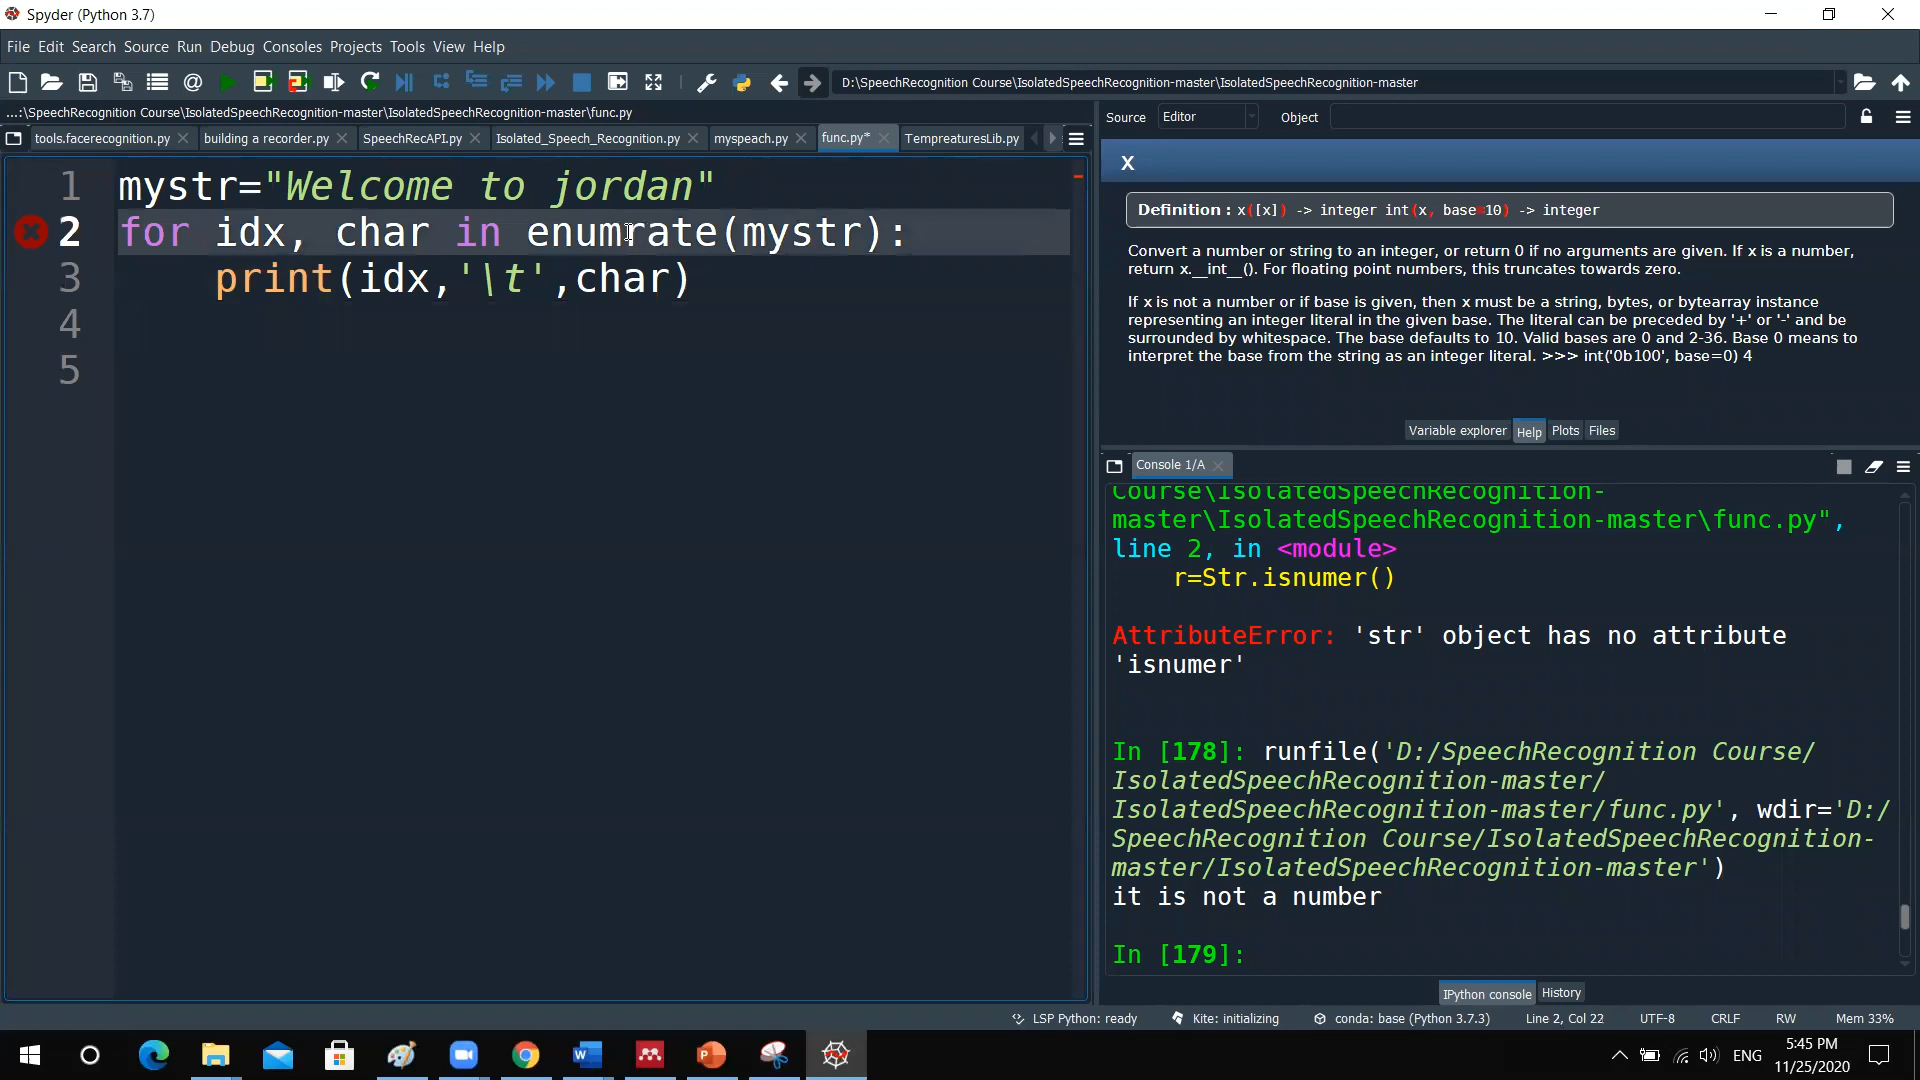 Spyder (Python 3.7)
File Edit Search Source Run Debug Consoles Projects Tools View Help
D:\SpeechRecognition Course\IsolatedSpeechRecognition-master\IsolatedSpeechRecognition-master
...:\SpeechRecognition Course\IsolatedSpeechRecognition-master\IsolatedSpeechRecognition-master\func.py
tools.facerecognition.py building a recorder.py SpeechRecAPI.py Isolated_Speech_Recognition.py myspeach.py func.py* TempreaturesLib.py
1 mystr="Welcome to jordan"
2 for idx, char in enumrate(mystr):
3 print(idx,'\t',char)
4
5
Source Editor Object
x
Definition : x([x]) -> integer int(x, base=10) -> integer
Convert a number or string to an integer, or return 0 if no arguments are given. If x is a number,
return x.__int__(). For floating point numbers, this truncates towards zero.
If x is not a number or if base is given, then x must be a string, bytes, or bytearray instance
representing an integer literal in the given base. The literal can be preceded by '+' or '-' and be
surrounded by whitespace. The base defaults to 10. Valid bases are 0 and 2-36. Base 0 means to
interpret the base from the string as an integer literal. >>> int('0b100', base=0) 4
Variable explorer Help Plots Files
Console 1/A
Course\IsolatedSpeechRecognition-
master\IsolatedSpeechRecognition-master\func.py",
line 2, in <module>
r=Str.isnumer()
AttributeError: 'str' object has no attribute
'isnumer'
In [178]: runfile('D:/SpeechRecognition Course/
IsolatedSpeechRecognition-master/
IsolatedSpeechRecognition-master/func.py', wdir='D:/
SpeechRecognition Course/IsolatedSpeechRecognition-
master/IsolatedSpeechRecognition-master')
it is not a number
In [179]:
IPython console History
LSP Python: ready Kite: initializing conda: base (Python 3.7.3) Line 2, Col 22 UTF-8 CRLF RW Mem 33%
ENG
5:45 PM
11/25/2020